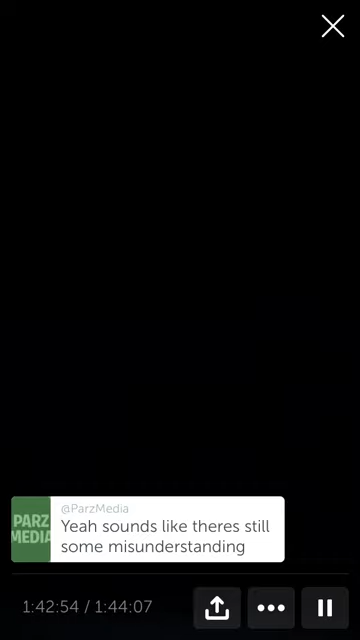 @ParzMedia
PARZ
MEDIA
Yeah sounds like theres still
some misunderstanding
1:42:54 / 1:44:07